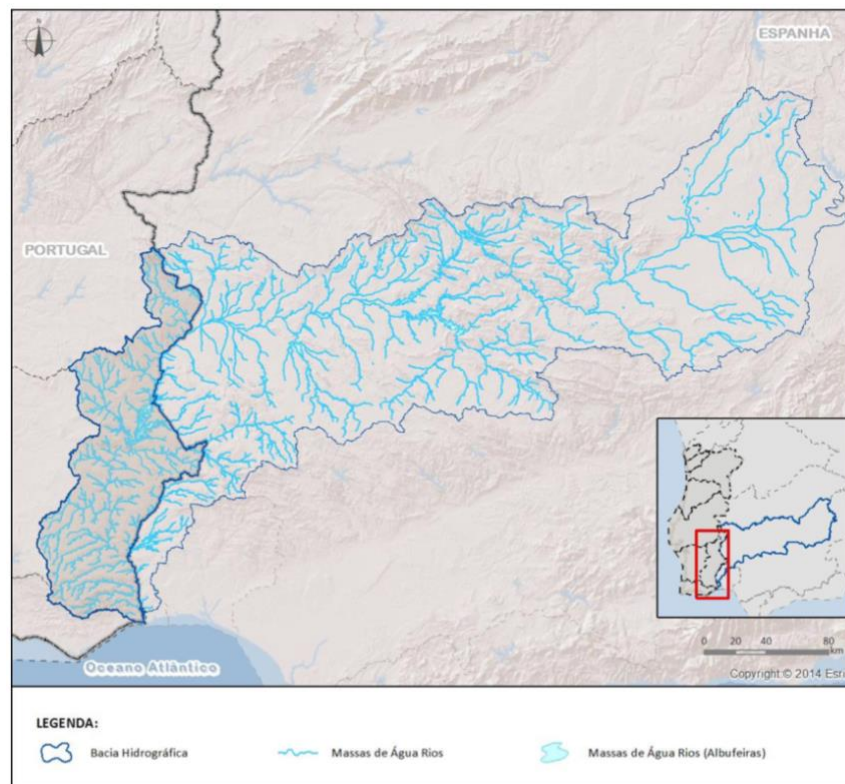 N
ESPANHA
PORTUGAL
Oceano Atlântico
0 20 40 80
km
Copyright:© 2014 Esri
LEGENDA:
Bacia Hidrográfica
Massas de Água Rios
Massas de Água Rios (Albufeiras)